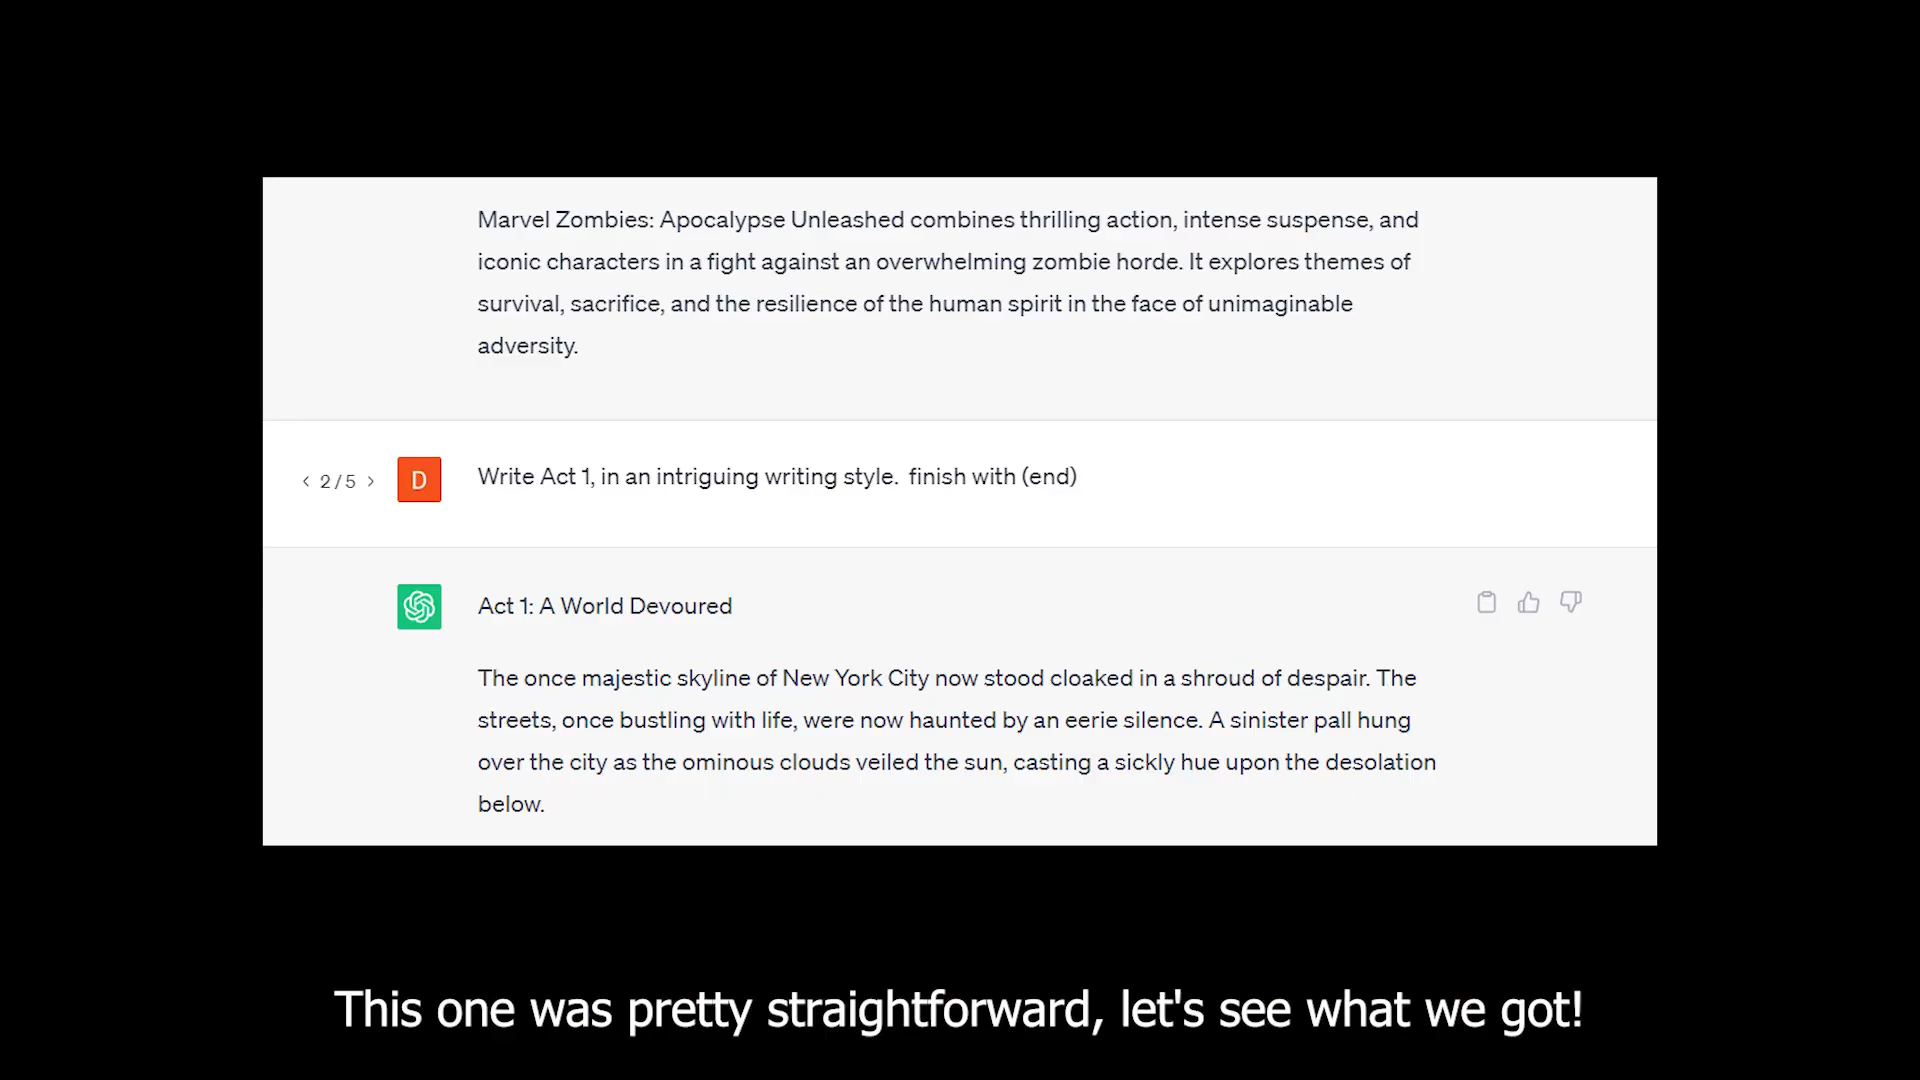 Marvel Zombies: Apocalypse Unleashed combines thrilling action, intense suspense, and
iconic characters in a fight against an overwhelming zombie horde. It explores themes of
survival, sacrifice, and the resilience of the human spirit in the face of unimaginable
adversity.
< 2/5 >
D
Write Act 1, in an intriguing writing style.  finish with (end)
Act 1: A World Devoured
The once majestic skyline of New York City now stood cloaked in a shroud of despair. The
streets, once bustling with life, were now haunted by an eerie silence. A sinister pall hung
over the city as the ominous clouds veiled the sun, casting a sickly hue upon the desolation
below.
This one was pretty straightforward, let's see what we got!